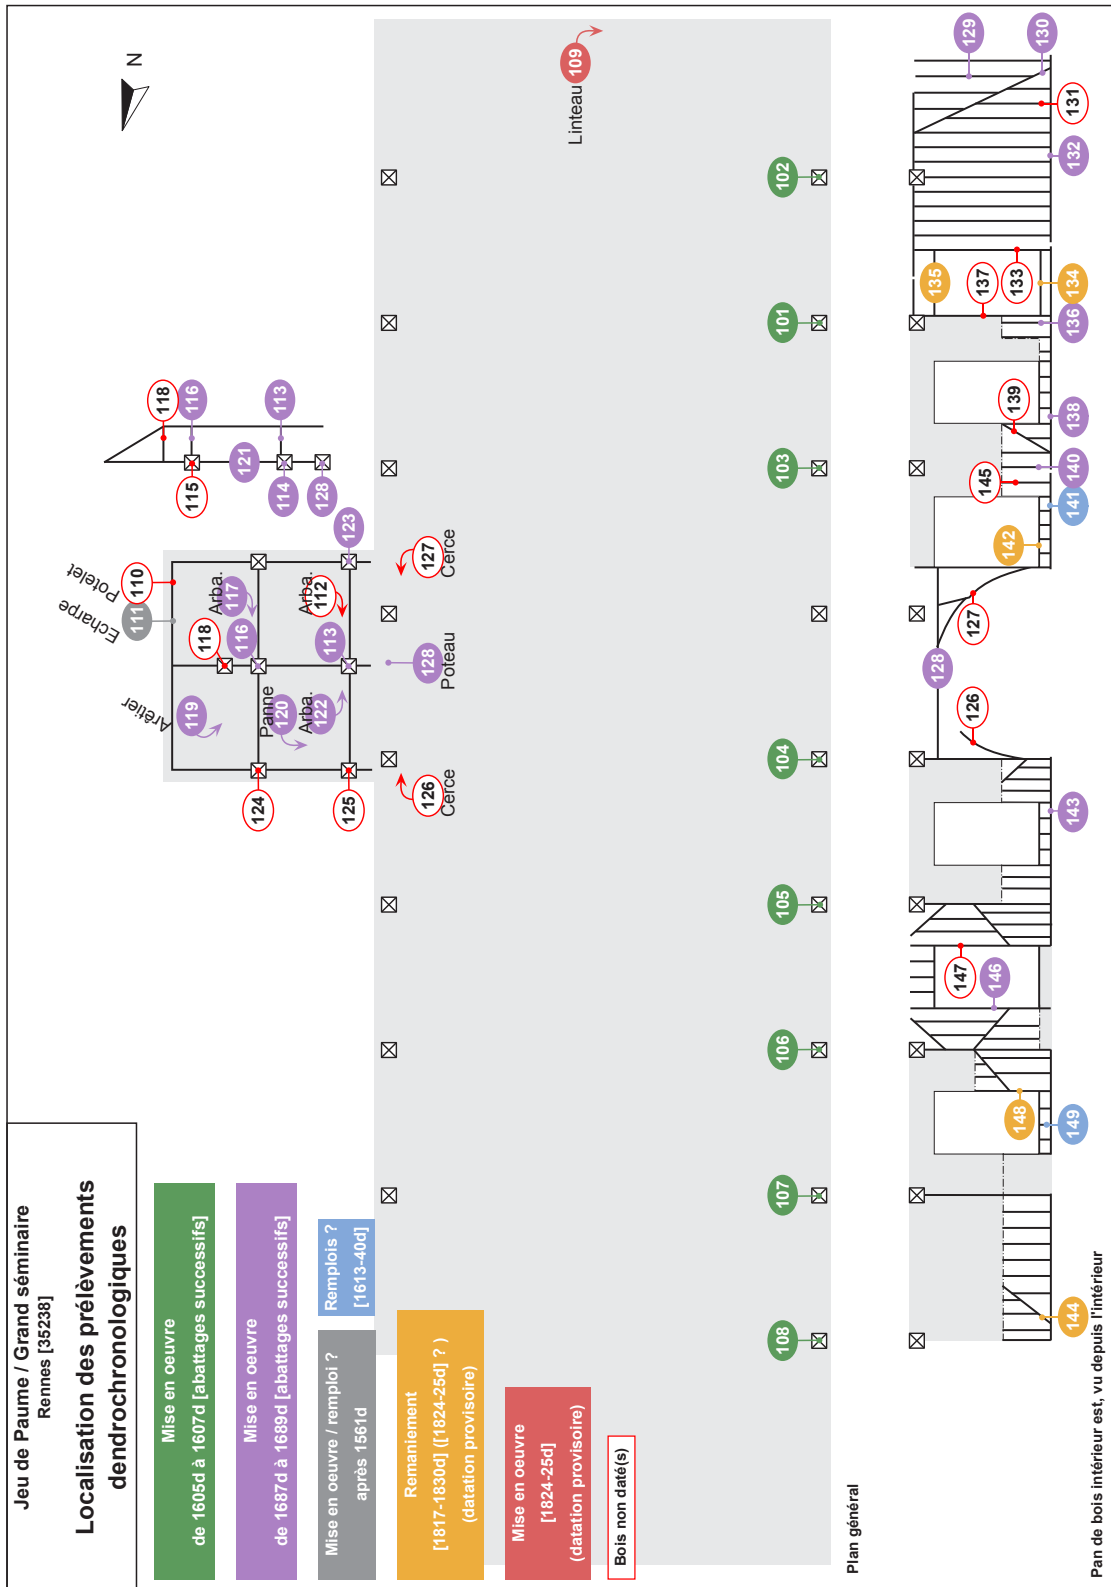 Jeu de Paume / Grand séminaire
Rennes [35238]
Localisation des prélèvements
dendrochronologiques
Mise en oeuvre
de 1605d à 1607d [abattages successifs]
Mise en oeuvre
de 1687d à 1689d [abattages successifs]
Mise en oeuvre / remploi ?
après 1561d
Remplois ?
[1613-40d]
Remaniement
[1817-1830d] ([1824-25d] ? )
(datation provisoire)
Mise en oeuvre
[1824-25d]
(datation provisoire)
Bois non daté(s)
N
118
116
113
121
115
114
128
Potelet
110
Echarpe
111
Arba.
117
Arba.
112
127
Cerce
123
118
116
113
128
Poteau
Arêtier
119
Panne
120
Arba.
122
124
125
126
Cerce
Linteau
109
102
101
103
104
105
106
107
108
Plan général
129
130
131
132
133
134
135
136
137
138
139
140
141
142
145
127
128
126
143
146
147
148
149
144
Pan de bois intérieur est, vu depuis l'intérieur